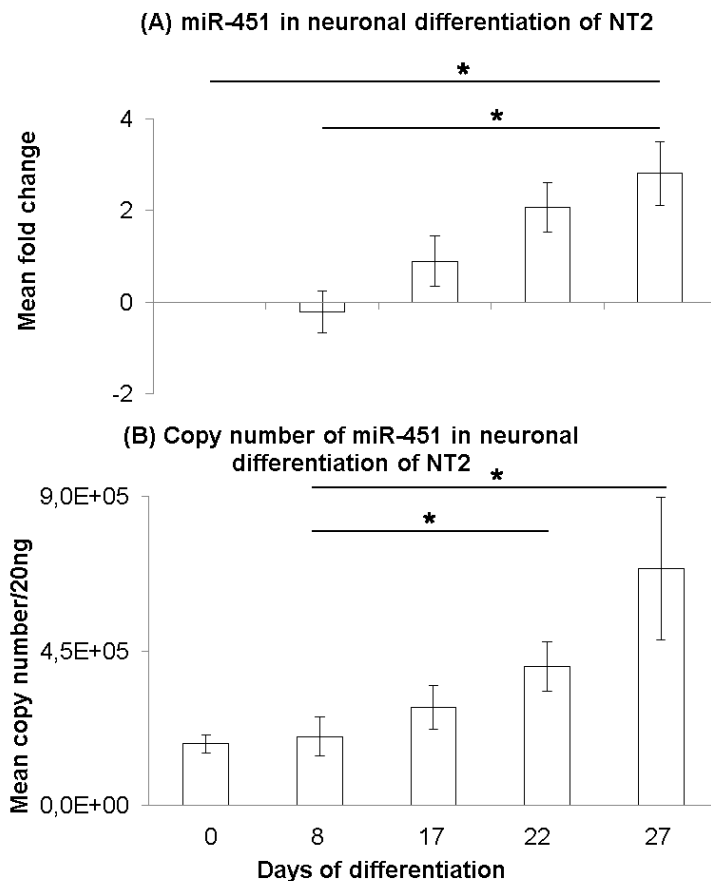 (A) miR-451 in neuronal differentiation of NT2
*
*
4
2
0
-2
Mean fold change
(B) Copy number of miR-451 in neuronal
differentiation of NT2
*
*
9,0E+05
4,5E+05
0,0E+00
Mean copy number/20ng
0 8 17 22 27
Days of differentiation